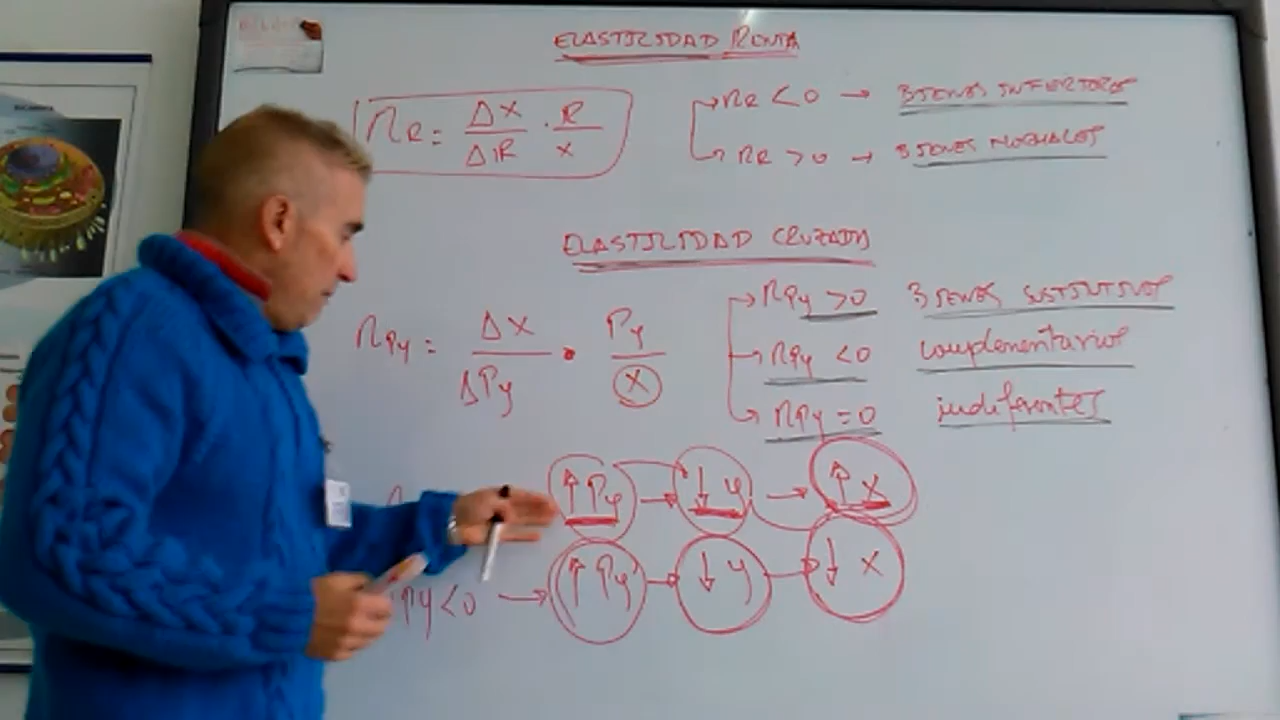 ELASTICIDAD RENTA
ηR = ΔX / ΔR · R / X
ηR < 0 → BIENES INFERIORES
ηR > 0 → BIENES NORMALES
ELASTICIDAD CRUZADA
ηPy = ΔX / ΔPy · Py / X
ηPy > 0 BIENES SUSTITUTIVOS
ηPy < 0 complementarios
ηPy = 0 indiferentes
↑ Py → ↓ y → ↑ X
Py < 0 → ↑ Py → ↓ y → ↓ X